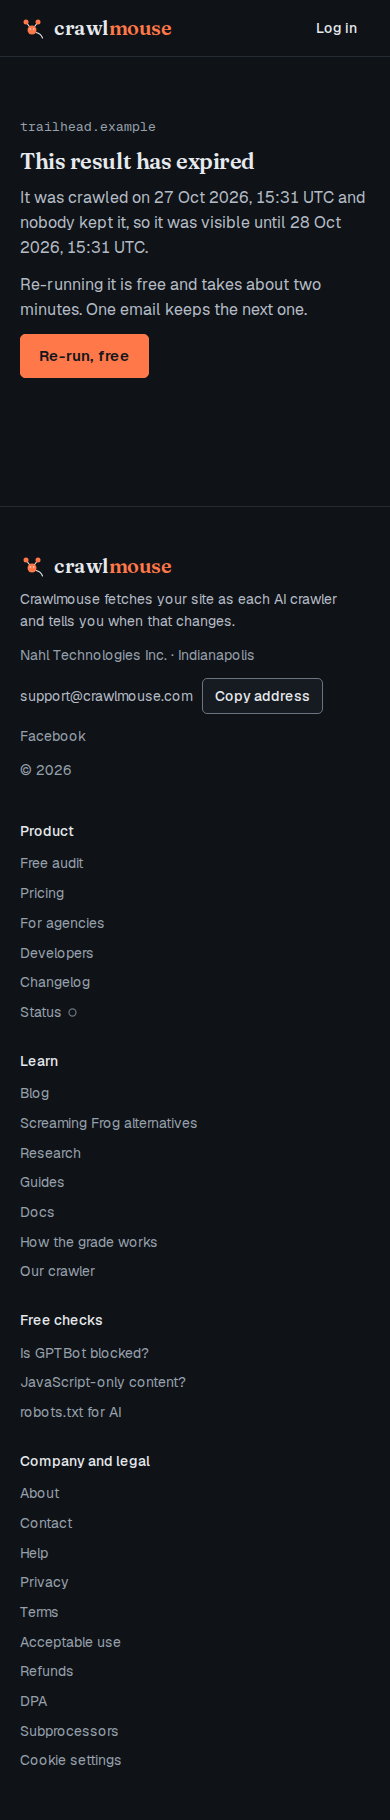 crawlmouse
Log in
trailhead.example
This result has expired
It was crawled on 27 Oct 2026, 15:31 UTC and
nobody kept it, so it was visible until 28 Oct
2026, 15:31 UTC.
Re-running it is free and takes about two
minutes. One email keeps the next one.
Re-run, free
crawlmouse
Crawlmouse fetches your site as each AI crawler
and tells you when that changes.
Nahl Technologies Inc. · Indianapolis
support@crawlmouse.com
Copy address
Facebook
© 2026
Product
Free audit
Pricing
For agencies
Developers
Changelog
Status
Learn
Blog
Screaming Frog alternatives
Research
Guides
Docs
How the grade works
Our crawler
Free checks
Is GPTBot blocked?
JavaScript-only content?
robots.txt for AI
Company and legal
About
Contact
Help
Privacy
Terms
Acceptable use
Refunds
DPA
Subprocessors
Cookie settings